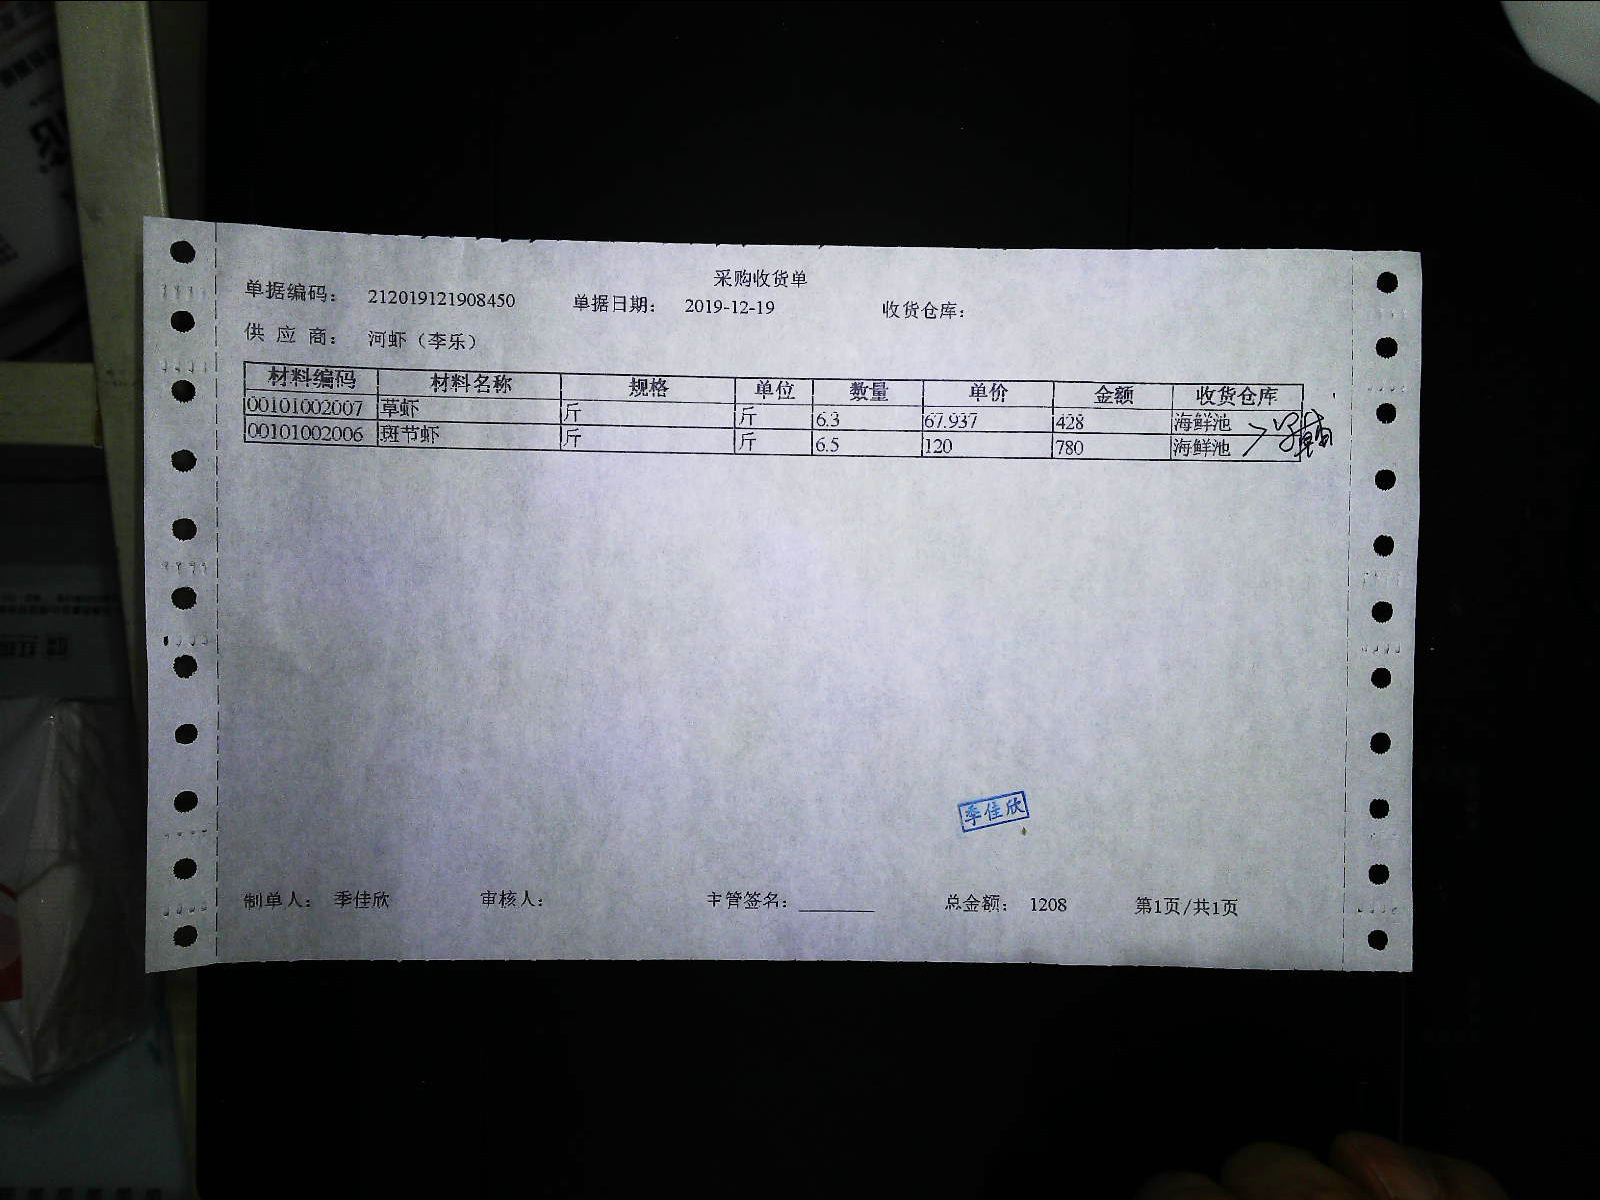 采购收货单
单据编码： 212019121908450 单据日期： 2019-12-19 收货仓库：
供 应 商： 河虾（李乐）
材料编码 材料名称 规格 单位 数量 单价 金额 收货仓库
00101002007 草虾 斤 斤 6.3 67.937 428 海鲜池
00101002006 斑节虾 斤 斤 6.5 120 780 海鲜池
季佳欣
制单人： 季佳欣 审核人： 主管签名：________ 总金额： 1208 第1页/共1页